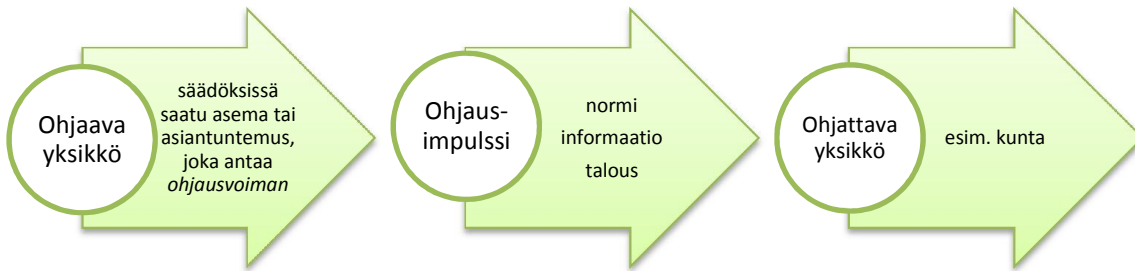 Ohjaava
yksikkö
säädöksissä
saatu asema tai
asiantuntemus,
joka antaa
ohjausvoiman
Ohjaus-
impulssi
normi
informaatio
talous
Ohjattava
yksikkö
esim. kunta